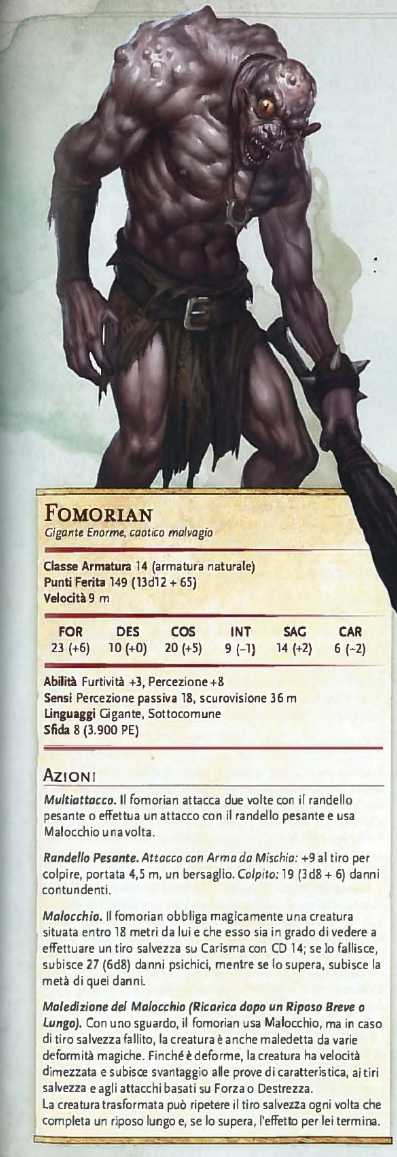 FOMORIAN
Gigante Enorme, caotico malvagio
Classe Armatura 14 (armatura naturale)
Punti Ferita 149 (13d12 + 65)
Velocità 9 m
FOR DES COS INT SAG CAR
23 (+6) 10 (+0) 20 (+5) 9 (–1) 14 (+2) 6 (–2)
Abilità Furtività +3, Percezione +8
Sensi Percezione passiva 18, scurovisione 36 m
Linguaggi Gigante, Sottocomune
Sfida 8 (3.900 PE)
AZIONI
Multiattacco. Il fomorian attacca due volte con il randello
pesante o effettua un attacco con il randello pesante e usa
Malocchio una volta.
Randello Pesante. Attacco con Arma da Mischia: +9 al tiro per
colpire, portata 4,5 m, un bersaglio. Colpito: 19 (3d8 + 6) danni
contundenti.
Malocchio. Il fomorian obbliga magicamente una creatura
situata entro 18 metri da lui e che esso sia in grado di vedere a
effettuare un tiro salvezza su Carisma con CD 14; se lo fallisce,
subisce 27 (6d8) danni psichici, mentre se lo supera, subisce la
metà di quei danni.
Maledizione del Malocchio (Ricarica dopo un Riposo Breve o
Lungo). Con uno sguardo, il fomorian usa Malocchio, ma in caso
di tiro salvezza fallito, la creatura è anche maledetta da varie
deformità magiche. Finché è deforme, la creatura ha velocità
dimezzata e subisce svantaggio alle prove di caratteristica, ai tiri
salvezza e agli attacchi basati su Forza o Destrezza.
La creatura trasformata può ripetere il tiro salvezza ogni volta che
completa un riposo lungo e, se lo supera, l'effetto per lei termina.